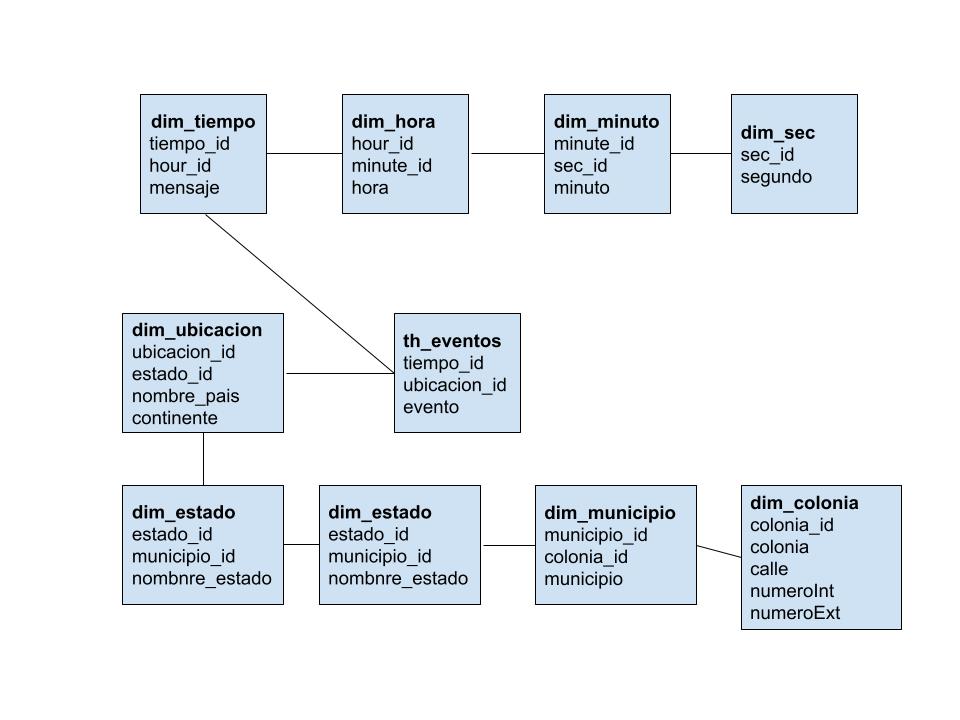 dim_tiempo
tiempo_id
hour_id
mensaje
dim_hora
hour_id
minute_id
hora
dim_minuto
minute_id
sec_id
minuto
dim_sec
sec_id
segundo
dim_ubicacion
ubicacion_id
estado_id
nombre_pais
continente
th_eventos
tiempo_id
ubicacion_id
evento
dim_estado
estado_id
municipio_id
nombnre_estado
dim_estado
estado_id
municipio_id
nombnre_estado
dim_municipio
municipio_id
colonia_id
municipio
dim_colonia
colonia_id
colonia
calle
numeroInt
numeroExt